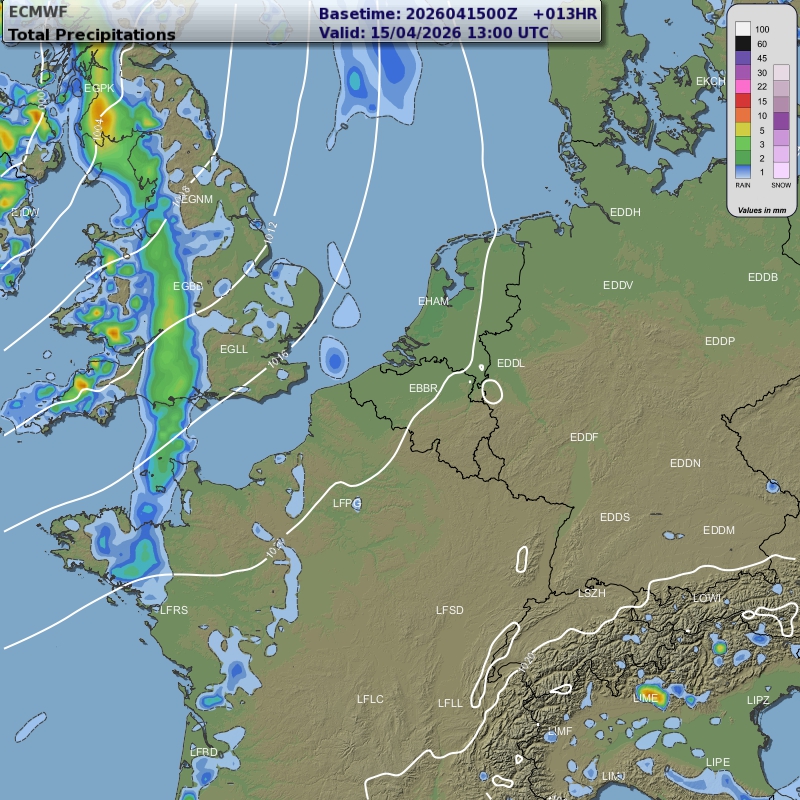 ECMWF
Basetime: 2026041500Z +013HR
Total Precipitations
Valid: 15/04/2026 13:00 UTC
100
60
45
30
22
15
10
5
3
2
1
RAIN SNOW
Values in mm
EGPK
EKCH
1004
EGNM
EDDH
1012
EGBB
EDDV
EDDB
EHAM
EGLL
1016
EDDP
EDDL
EBBR
EDDF
EDDN
LFPG
EDDS
EDDM
LFRS
LFSD
LSZH
LOWI
1020
LFLC
LFLL
LIME
LIPZ
LIMF
LFBD
LIPE
LIMJ